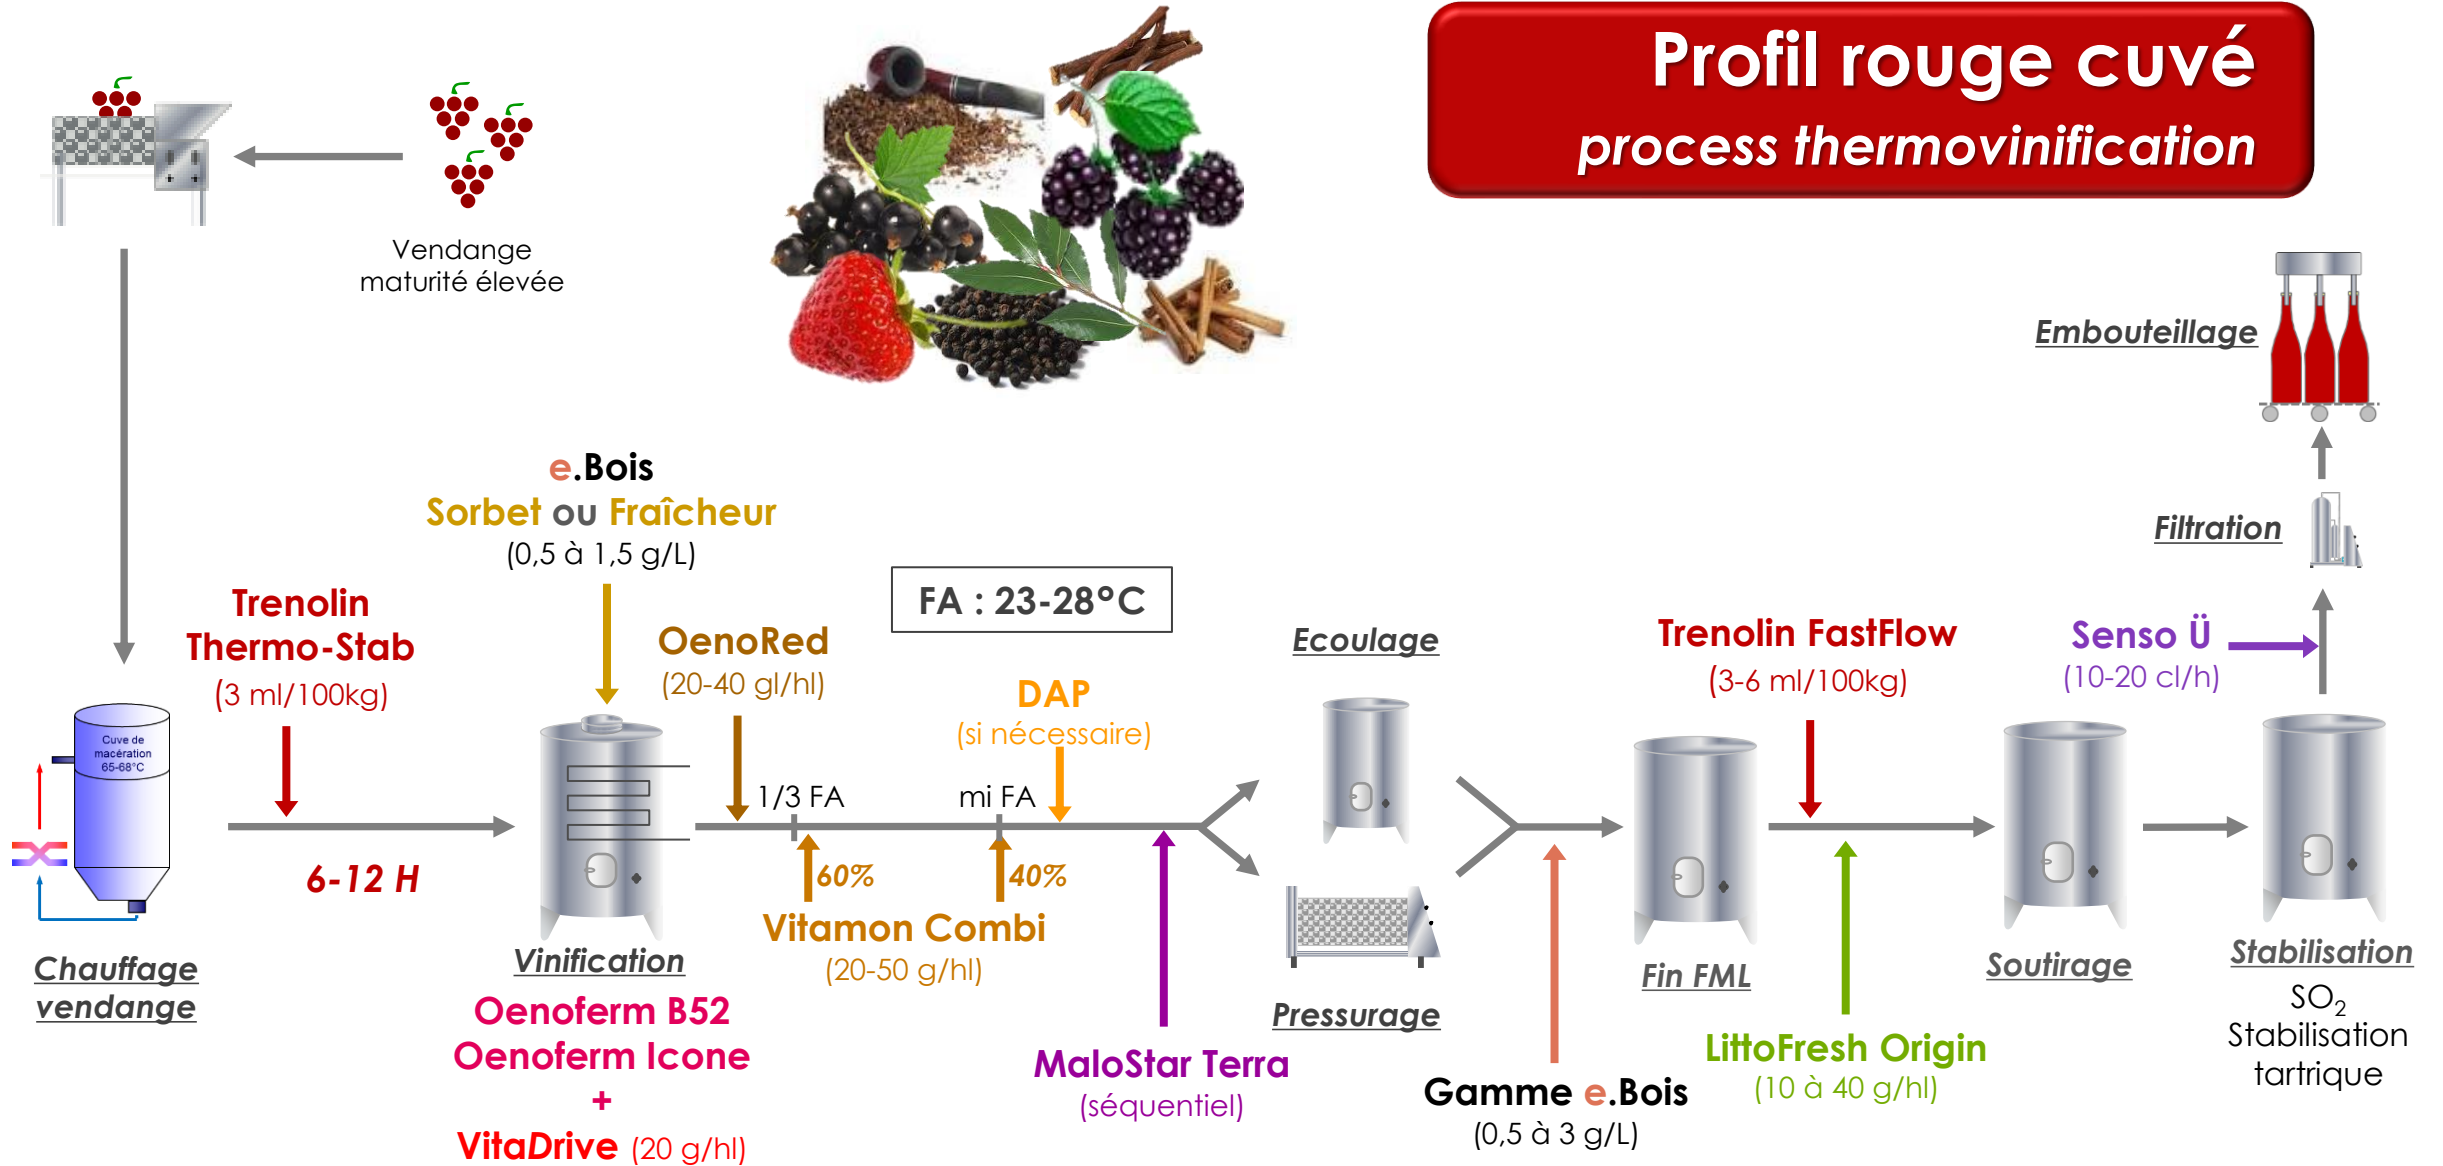 Profil rouge cuvé
process thermovinification
Vendange
maturité élevée
Embouteillage
Filtration
e.Bois
Sorbet ou Fraîcheur
(0,5 à 1,5 g/L)
FA : 23-28°C
Trenolin
Thermo-Stab
(3 ml/100kg)
OenoRed
(20-40 gl/hl)
DAP
(si nécessaire)
Ecoulage
Trenolin FastFlow
(3-6 ml/100kg)
Senso Ü
(10-20 cl/h)
Cuve de
macération
65-68°C
1/3 FA
mi FA
6-12 H
60%
40%
Vitamon Combi
(20-50 g/hl)
Chauffage
vendange
Vinification
Oenoferm B52
Oenoferm Icone
+
VitaDrive (20 g/hl)
MaloStar Terra
(séquentiel)
Pressurage
Gamme e.Bois
(0,5 à 3 g/L)
Fin FML
LittoFresh Origin
(10 à 40 g/hl)
Soutirage
Stabilisation
SO2
Stabilisation
tartrique